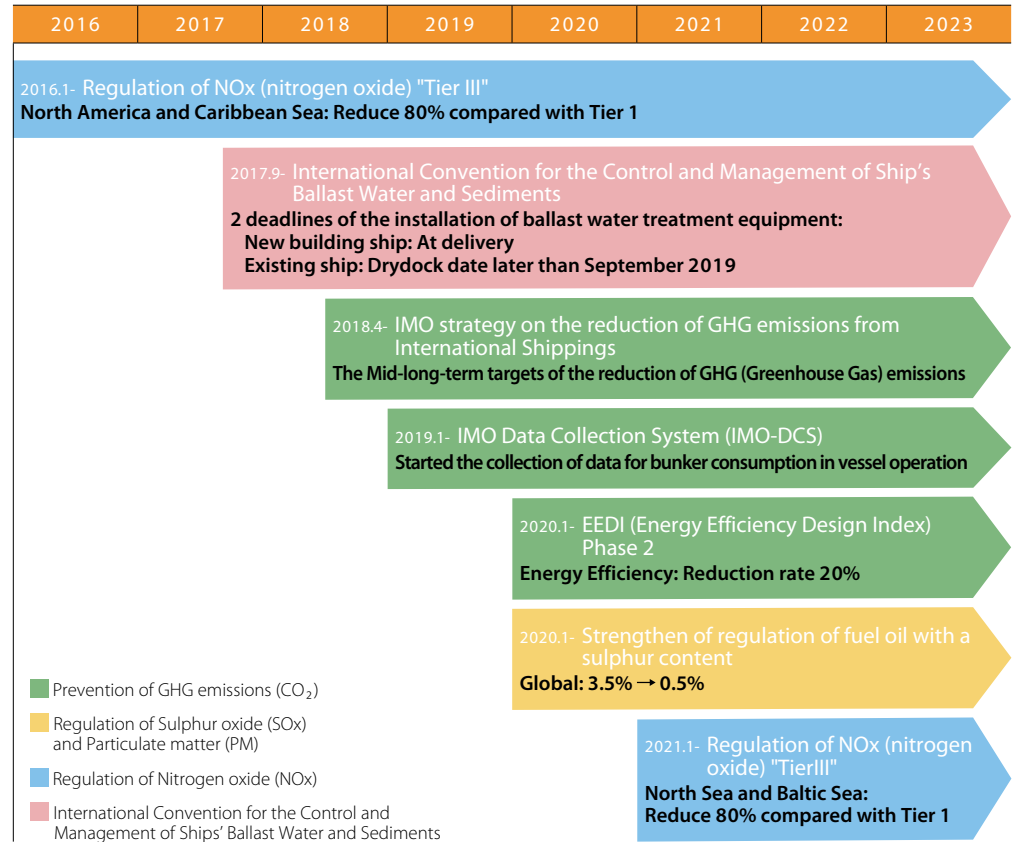 2016 2017 2018 2019 2020 2021 2022 2023
2016.1- Regulation of NOx (nitrogen oxide) "Tier III"
North America and Caribbean Sea: Reduce 80% compared with Tier 1
2017.9- International Convention for the Control and Management of Ship's
Ballast Water and Sediments
2 deadlines of the installation of ballast water treatment equipment:
New building ship: At delivery
Existing ship: Drydock date later than September 2019
2018.4- IMO strategy on the reduction of GHG emissions from
International Shippings
The Mid-long-term targets of the reduction of GHG (Greenhouse Gas) emissions
2019.1- IMO Data Collection System (IMO-DCS)
Started the collection of data for bunker consumption in vessel operation
2020.1- EEDI (Energy Efficiency Design Index)
Phase 2
Energy Efficiency: Reduction rate 20%
2020.1- Strengthen of regulation of fuel oil with a
sulphur content
Global: 3.5% → 0.5%
2021.1- Regulation of NOx (nitrogen
oxide) "TierIII"
North Sea and Baltic Sea:
Reduce 80% compared with Tier 1
Prevention of GHG emissions (CO₂)
Regulation of Sulphur oxide (SOx)
and Particulate matter (PM)
Regulation of Nitrogen oxide (NOx)
International Convention for the Control and
Management of Ships' Ballast Water and Sediments